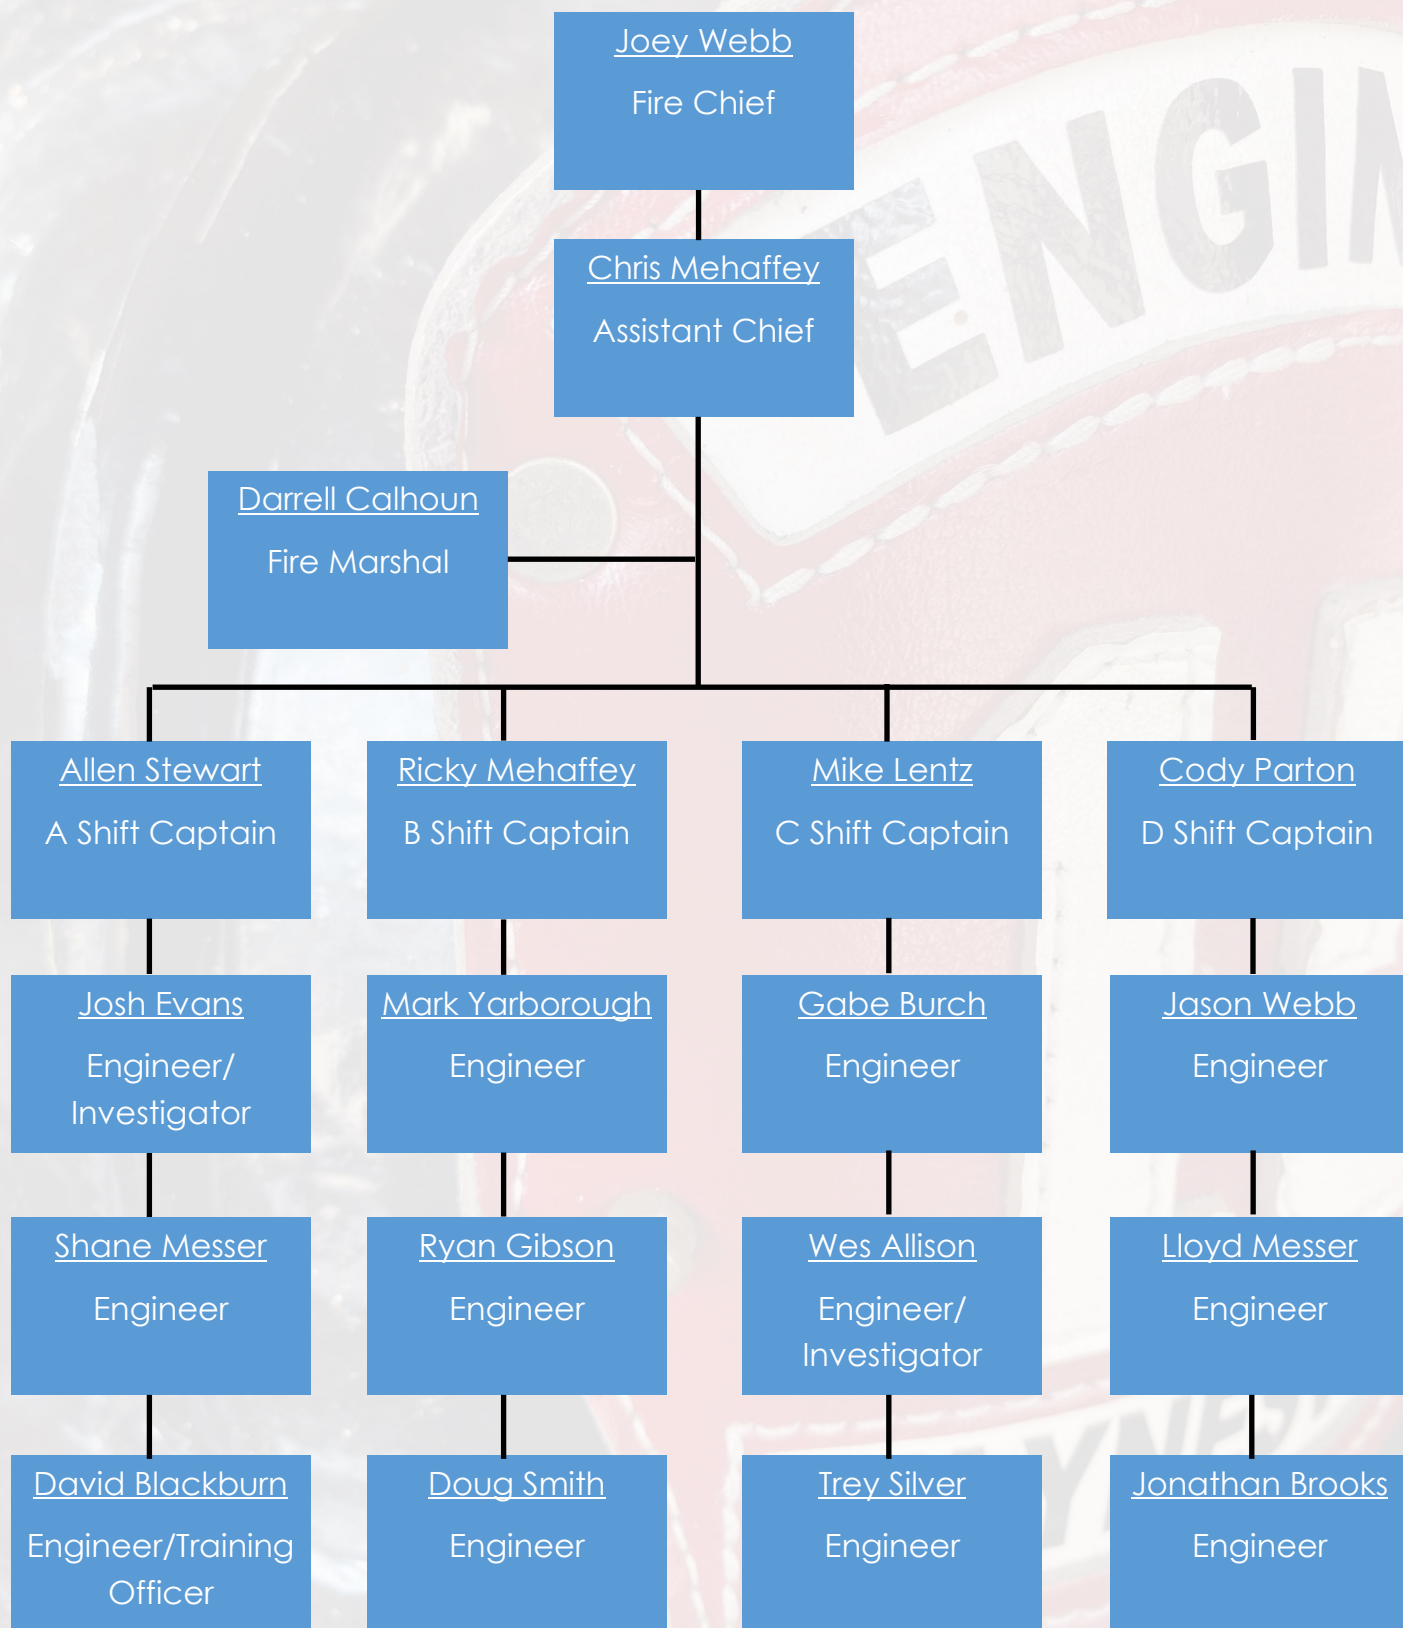 ENGIN
Joey Webb
Fire Chief
Chris Mehaffey
Assistant Chief
Darrell Calhoun
Fire Marshal
Allen Stewart
A Shift Captain
Ricky Mehaffey
B Shift Captain
Mike Lentz
C Shift Captain
Cody Parton
D Shift Captain
Josh Evans
Engineer/
Investigator
Mark Yarborough
Engineer
Gabe Burch
Engineer
Jason Webb
Engineer
Shane Messer
Engineer
Ryan Gibson
Engineer
Wes Allison
Engineer/
Investigator
Lloyd Messer
Engineer
David Blackburn
Engineer/Training
Officer
Doug Smith
Engineer
Trey Silver
Engineer
Jonathan Brooks
Engineer